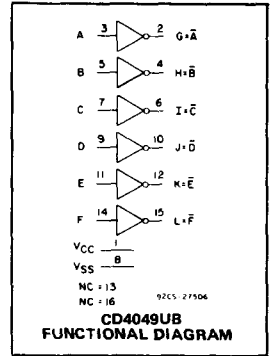 A 3 2 G=A̅
B 5 4 H=B̅
C 7 6 I=C̅
D 9 10 J=D̅
E 11 12 K=E̅
F 14 15 L=F̅
VCC 1
VSS 8
NC = 13
NC = 16
92CS-27506
CD4049UB
FUNCTIONAL DIAGRAM